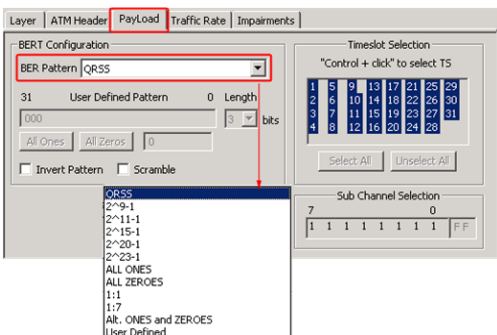 Layer ATM Header PayLoad Traffic Rate Impairments
BERT Configuration
BER Pattern QRSS
31 User Defined Pattern 0 Length
000 3 bits
All Ones All Zeros 0
Invert Pattern Scramble
QRSS
2^9-1
2^11-1
2^15-1
2^20-1
2^23-1
ALL ONES
ALL ZEROES
1:1
1:7
Alt. ONES and ZEROES
User Defined
Timeslot Selection
"Control + click" to select TS
1 5 9 13 17 21 25 29
2 6 10 14 18 22 26 30
3 7 11 15 19 23 27 31
4 8 12 16 20 24 28
Select All Unselect All
Sub Channel Selection
7 0
1 1 1 1 1 1 1 1 FF